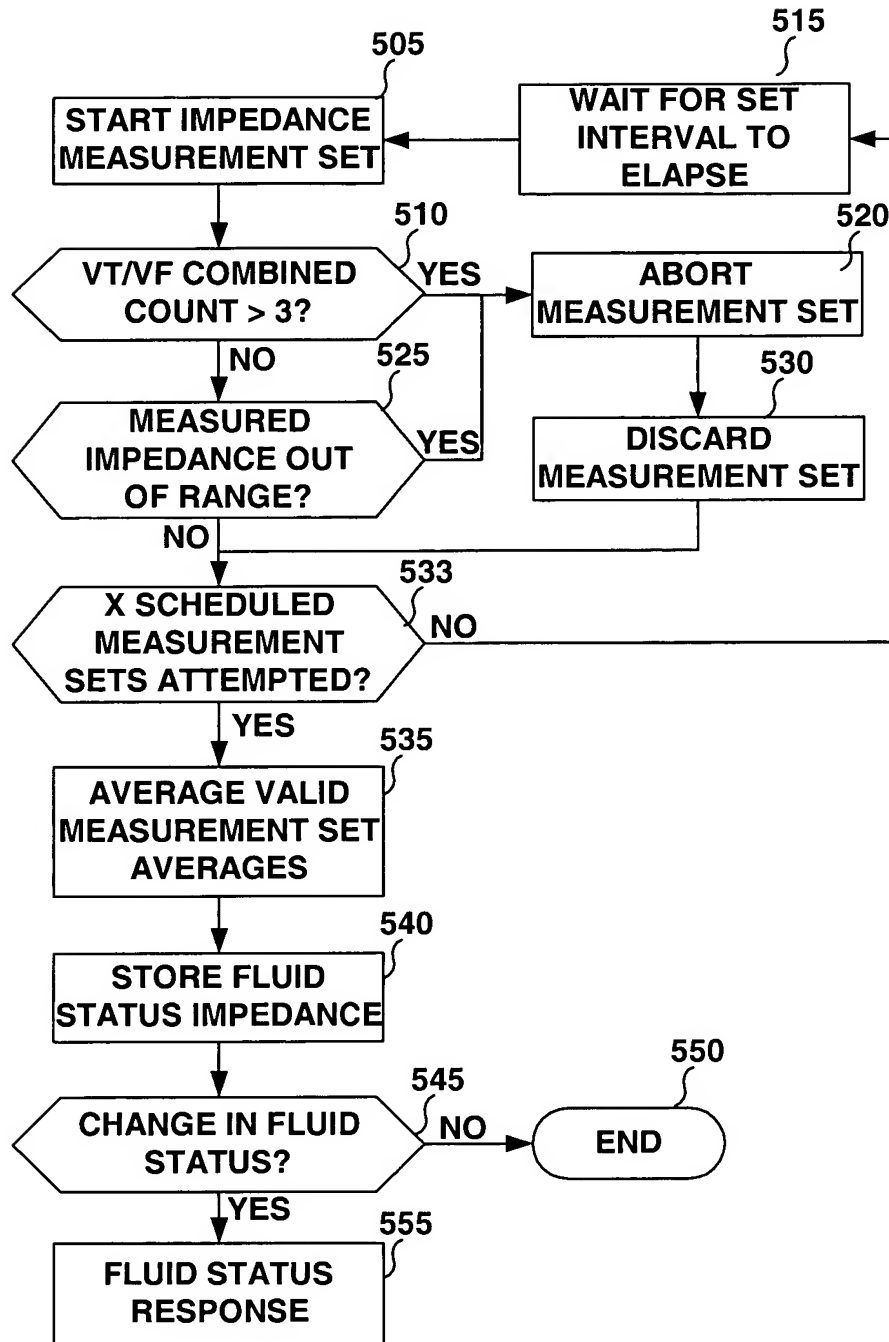 505
START IMPEDANCE
MEASUREMENT SET
515
WAIT FOR SET
INTERVAL TO
ELAPSE
510
VT/VF COMBINED
COUNT > 3?
YES
NO
520
ABORT
MEASUREMENT SET
525
MEASURED
IMPEDANCE OUT
OF RANGE?
YES
NO
530
DISCARD
MEASUREMENT SET
533
X SCHEDULED
MEASUREMENT
SETS ATTEMPTED?
NO
YES
535
AVERAGE VALID
MEASUREMENT SET
AVERAGES
540
STORE FLUID
STATUS IMPEDANCE
545
CHANGE IN FLUID
STATUS?
NO
YES
550
END
555
FLUID STATUS
RESPONSE